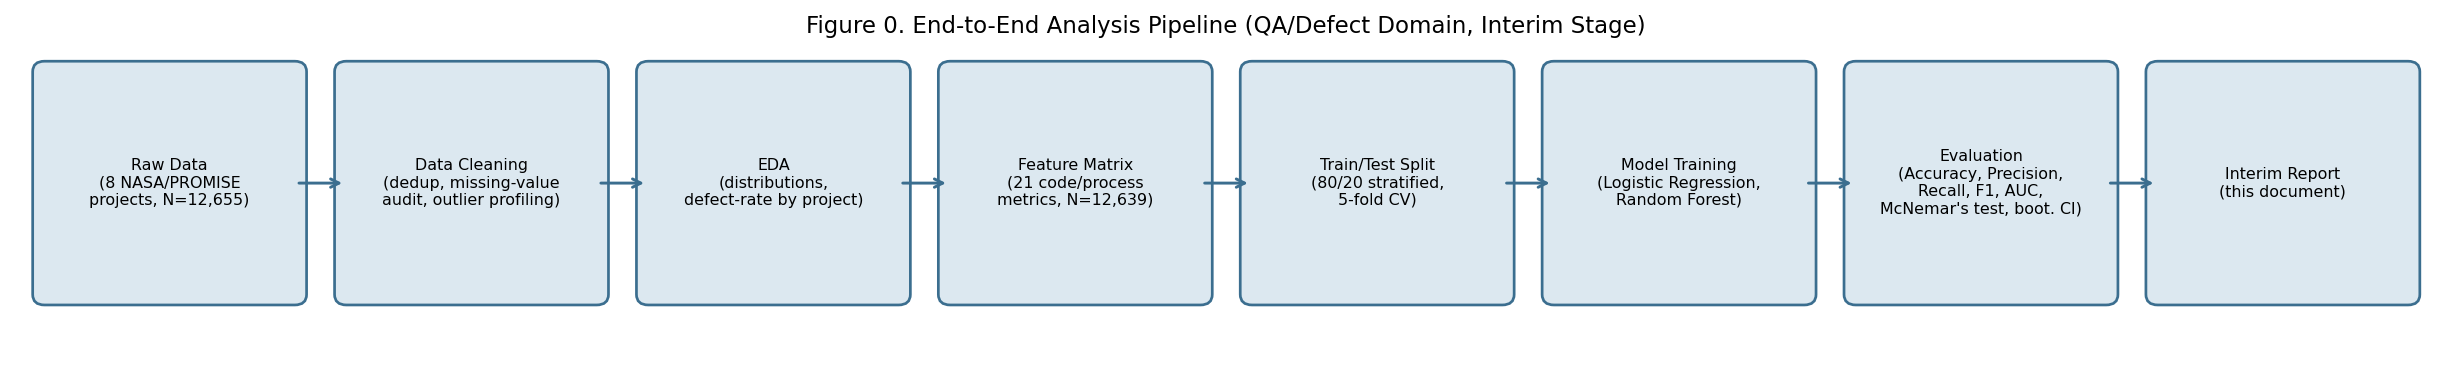 Figure 0. End-to-End Analysis Pipeline (QA/Defect Domain, Interim Stage)
Raw Data
(8 NASA/PROMISE
projects, N=12,655)
Data Cleaning
(dedup, missing-value
audit, outlier profiling)
EDA
(distributions,
defect-rate by project)
Feature Matrix
(21 code/process
metrics, N=12,639)
Train/Test Split
(80/20 stratified,
5-fold CV)
Model Training
(Logistic Regression,
Random Forest)
Evaluation
(Accuracy, Precision,
Recall, F1, AUC,
McNemar's test, boot. CI)
Interim Report
(this document)